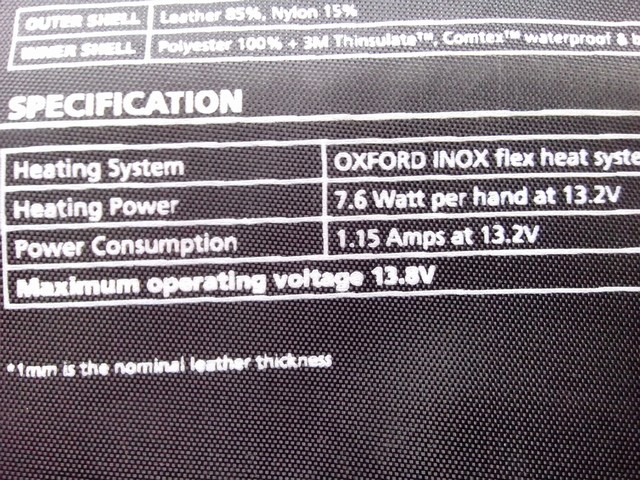 OUTER SHELL Leather 85%, Nylon 15%
INNER SHELL Polyester 100% + 3M Thinsulate™, Comtex™ waterproof & b
SPECIFICATION
Heating System OXFORD INOX flex heat syste
Heating Power 7.6 Watt per hand at 13.2V
Power Consumption 1.15 Amps at 13.2V
Maximum operating voltage 13.8V
*1mm is the nominal leather thickness